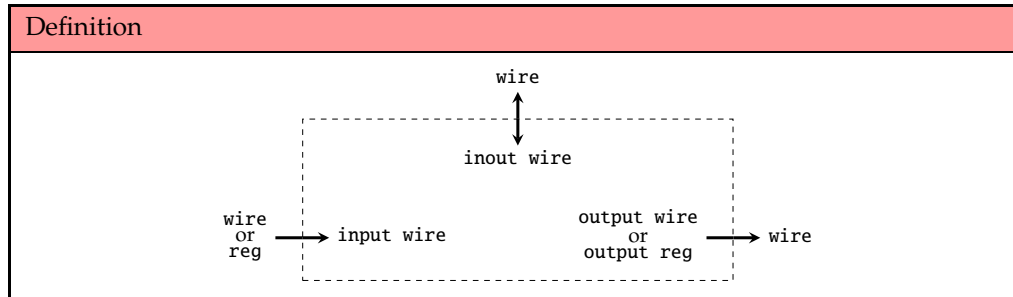 Definition
wire
inout wire
wire
or
reg
input wire
output wire
or
output reg
wire